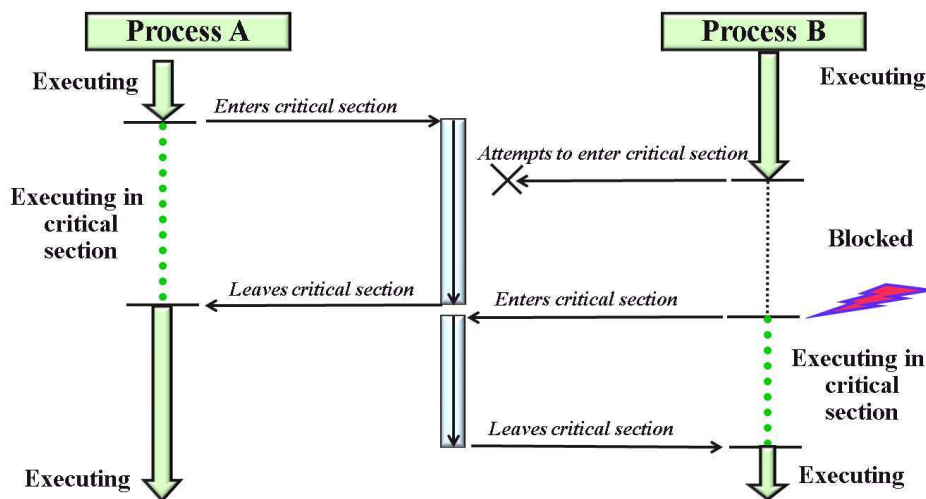 Process A
Process B
Executing
Executing
Enters critical section
Attempts to enter critical section
Executing in
critical
section
Blocked
Leaves critical section
Enters critical section
Executing in
critical
section
Leaves critical section
Executing
Executing